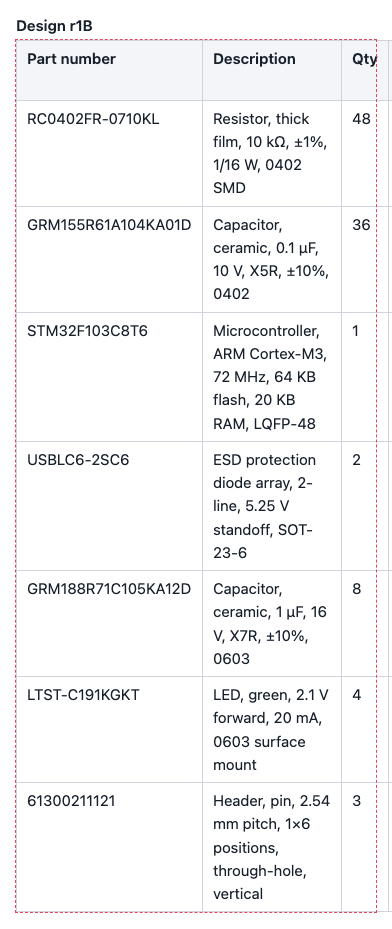 Design r1B
Part number Description Qty
RC0402FR-0710KL Resistor, thick 48
film, 10 kΩ, ±1%,
1/16 W, 0402
SMD
GRM155R61A104KA01D Capacitor, 36
ceramic, 0.1 µF,
10 V, X5R, ±10%,
0402
STM32F103C8T6 Microcontroller, 1
ARM Cortex-M3,
72 MHz, 64 KB
flash, 20 KB
RAM, LQFP-48
USBLC6-2SC6 ESD protection 2
diode array, 2-
line, 5.25 V
standoff, SOT-
23-6
GRM188R71C105KA12D Capacitor, 8
ceramic, 1 µF, 16
V, X7R, ±10%,
0603
LTST-C191KGKT LED, green, 2.1 V 4
forward, 20 mA,
0603 surface
mount
61300211121 Header, pin, 2.54 3
mm pitch, 1×6
positions,
through-hole,
vertical